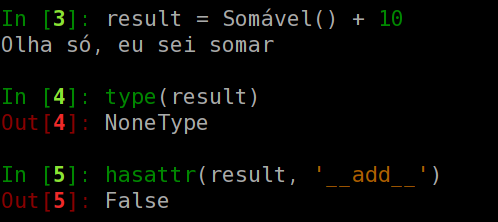 In [3]: result = Somável() + 10
Olha só, eu sei somar
In [4]: type(result)
Out[4]: NoneType
In [5]: hasattr(result, '__add__')
Out[5]: False